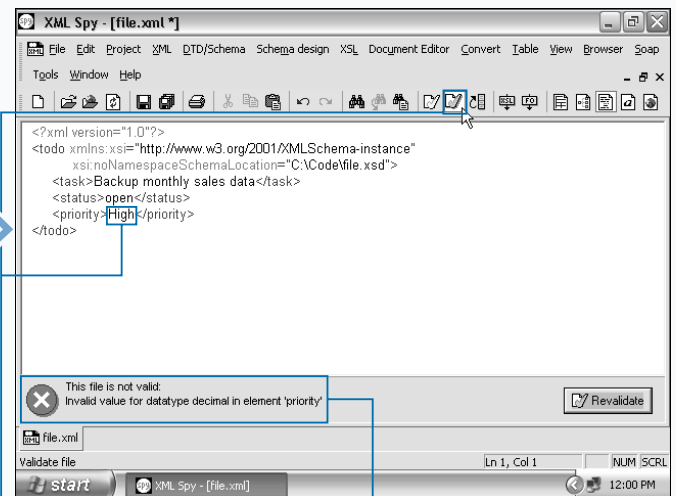 XML Spy - [file.xml *]
File Edit Project XML DTD/Schema Schema design XSL Document Editor Convert Table View Browser Soap
Tools Window Help
<?xml version="1.0"?>
<todo xmlns:xsi="http://www.w3.org/2001/XMLSchema-instance"
xsi:noNamespaceSchemaLocation="C:\Code\file.xsd">
<task>Backup monthly sales data</task>
<status>open</status>
<priority>High</priority>
</todo>
This file is not valid:
Invalid value for datatype decimal in element 'priority'
Revalidate
file.xml
Validate file Ln 1, Col 1 NUM SCRL
start XML Spy - [file.xml] 12:00 PM